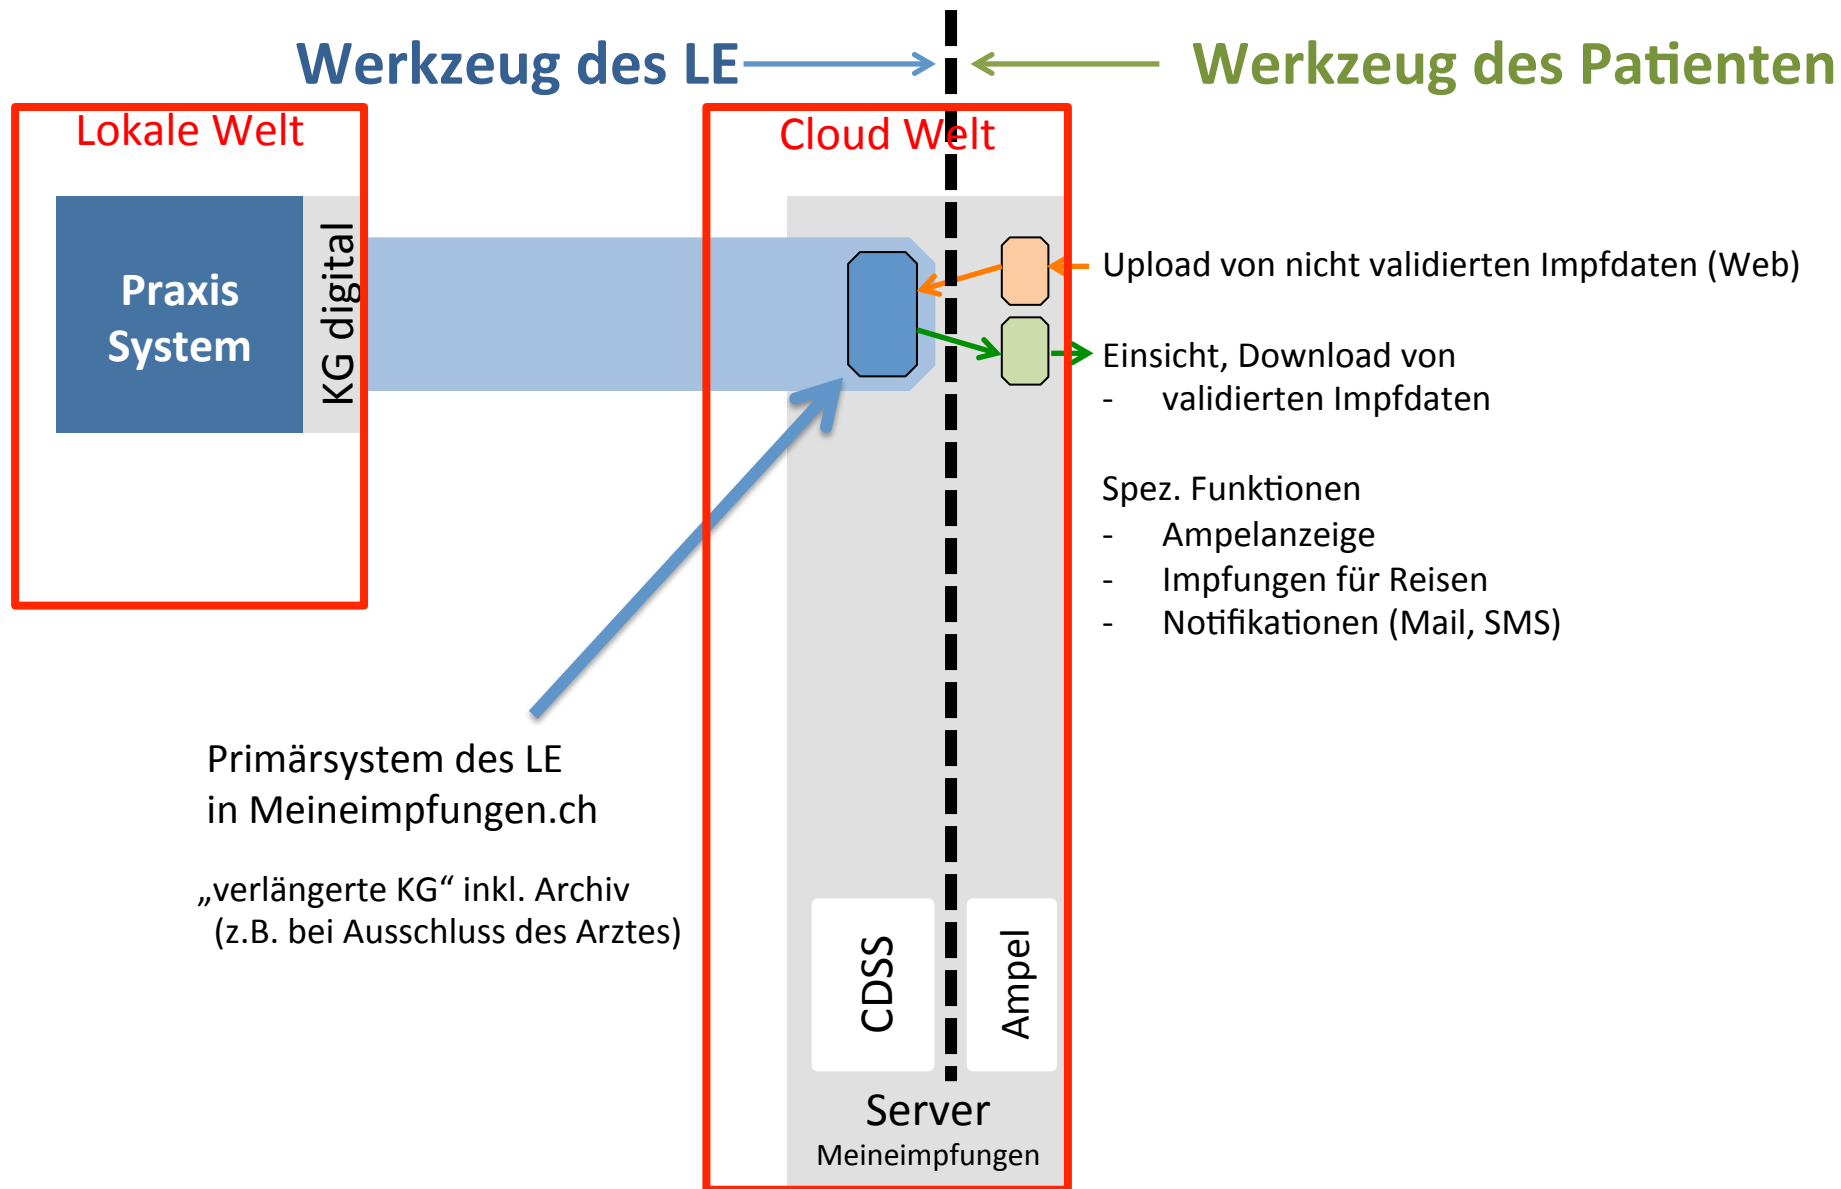 Werkzeug des LE
Werkzeug des Patienten
Lokale Welt
Cloud Welt
Praxis
System
KG digital
Upload von nicht validierten Impfdaten (Web)
Einsicht, Download von
- validierten Impfdaten
Spez. Funktionen
- Ampelanzeige
- Impfungen für Reisen
- Notifikationen (Mail, SMS)
Primärsystem des LE
in Meineimpfungen.ch
„verlängerte KG“ inkl. Archiv
(z.B. bei Ausschluss des Arztes)
CDSS
Ampel
Server
Meineimpfungen